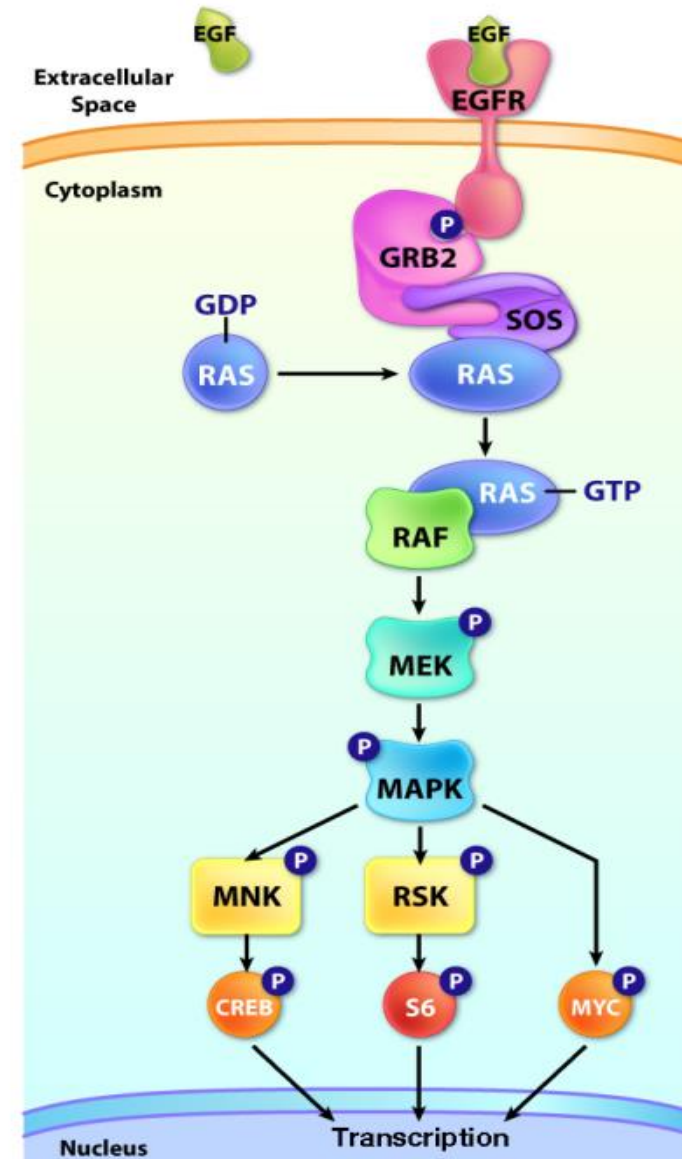 EGF
EGF
Extracellular
Space
EGFR
Cytoplasm
P
GRB2
SOS
GDP
RAS
RAS
RAS
GTP
RAF
P
MEK
P
MAPK
P
MNK
P
RSK
P
CREB
P
S6
P
MYC
Transcription
Nucleus